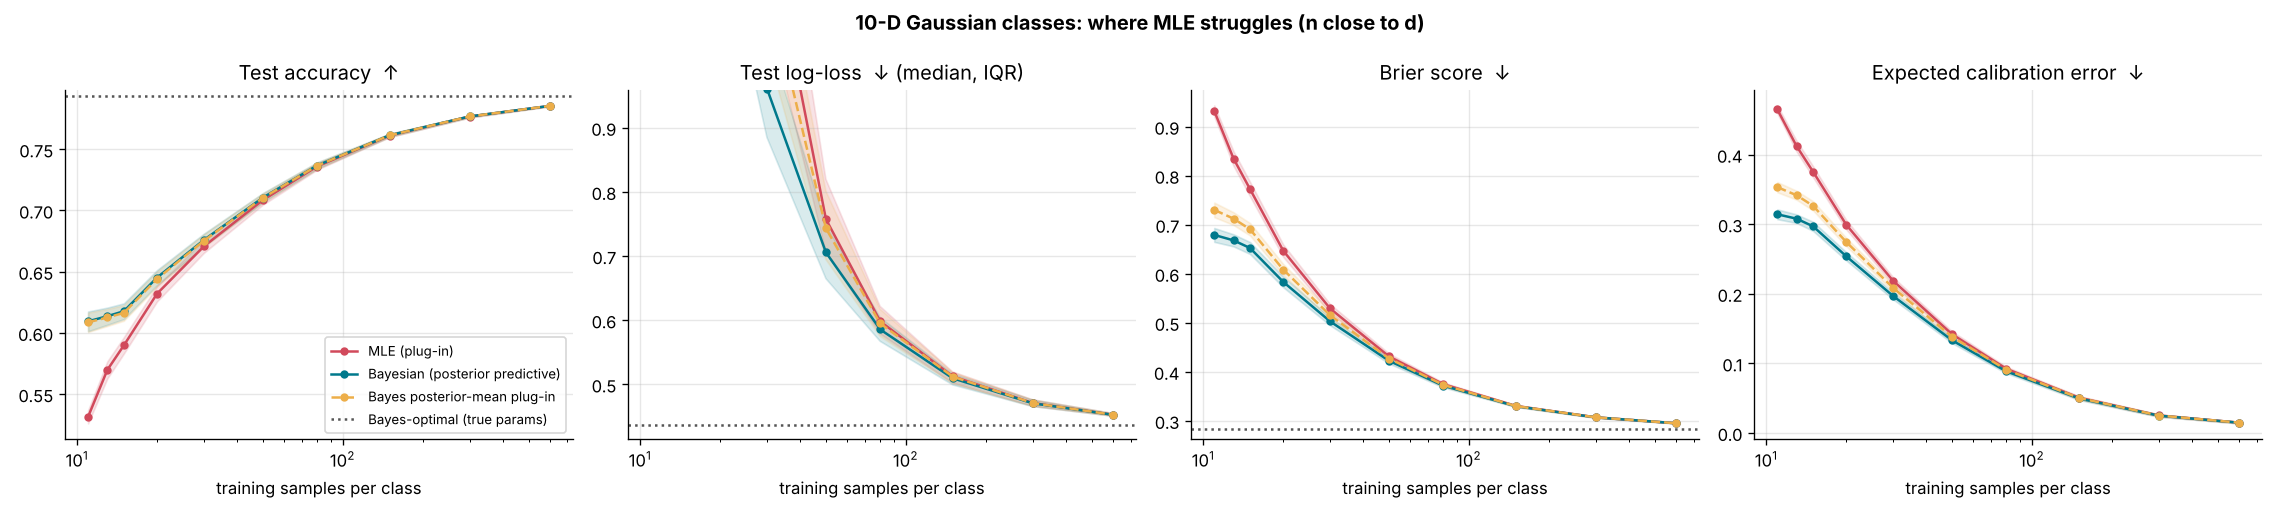 10-D Gaussian classes: where MLE struggles (n close to d)
Test accuracy ↑
0.75
0.70
0.65
0.60
0.55
MLE (plug-in)
Bayesian (posterior predictive)
Bayes posterior-mean plug-in
Bayes-optimal (true params)
10¹
10²
training samples per class
Test log-loss ↓ (median, IQR)
0.9
0.8
0.7
0.6
0.5
10¹
10²
training samples per class
Brier score ↓
0.9
0.8
0.7
0.6
0.5
0.4
0.3
10¹
10²
training samples per class
Expected calibration error ↓
0.4
0.3
0.2
0.1
0.0
10¹
10²
training samples per class